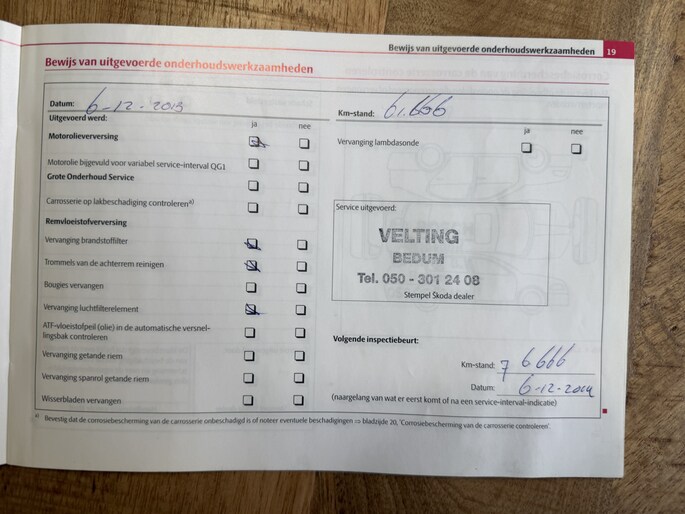 Bewijs van uitgevoerde onderhoudswerkzaamheden 19
Bewijs van uitgevoerde onderhoudswerkzaamheden
Datum: 6-12-2013
Uitgevoerd werd: ja nee
Motorolieverversing
Motorolie bijgevuld voor variabel service-interval QG1
Grote Onderhoud Service
Carrosserie op lakbeschadiging controleren a)
Remvloeistofverversing
Vervanging brandstoffilter
Trommels van de achterrem reinigen
Bougies vervangen
Vervanging luchtfilterelement
ATF-vloeistofpeil (olie) in de automatische versnel-
lingsbak controleren
Vervanging getande riem
Vervanging spanrol getande riem
Wisserbladen vervangen
Km-stand: 61.666
ja nee
Vervanging lambdasonde
Service uitgevoerd:
VELTING
BEDUM
Tel. 050 - 301 24 08
Stempel Škoda dealer
Volgende inspectiebeurt:
Km-stand: 76666
Datum: 6-12-2014
(naargelang van wat er eerst komt of na een service-interval-indicatie)
a) Bevestig dat de corrosiebescherming van de carrosserie onbeschadigd is of noteer eventuele beschadigingen ⇒ bladzijde 20, 'Corrosiebescherming van de carrosserie controleren'.